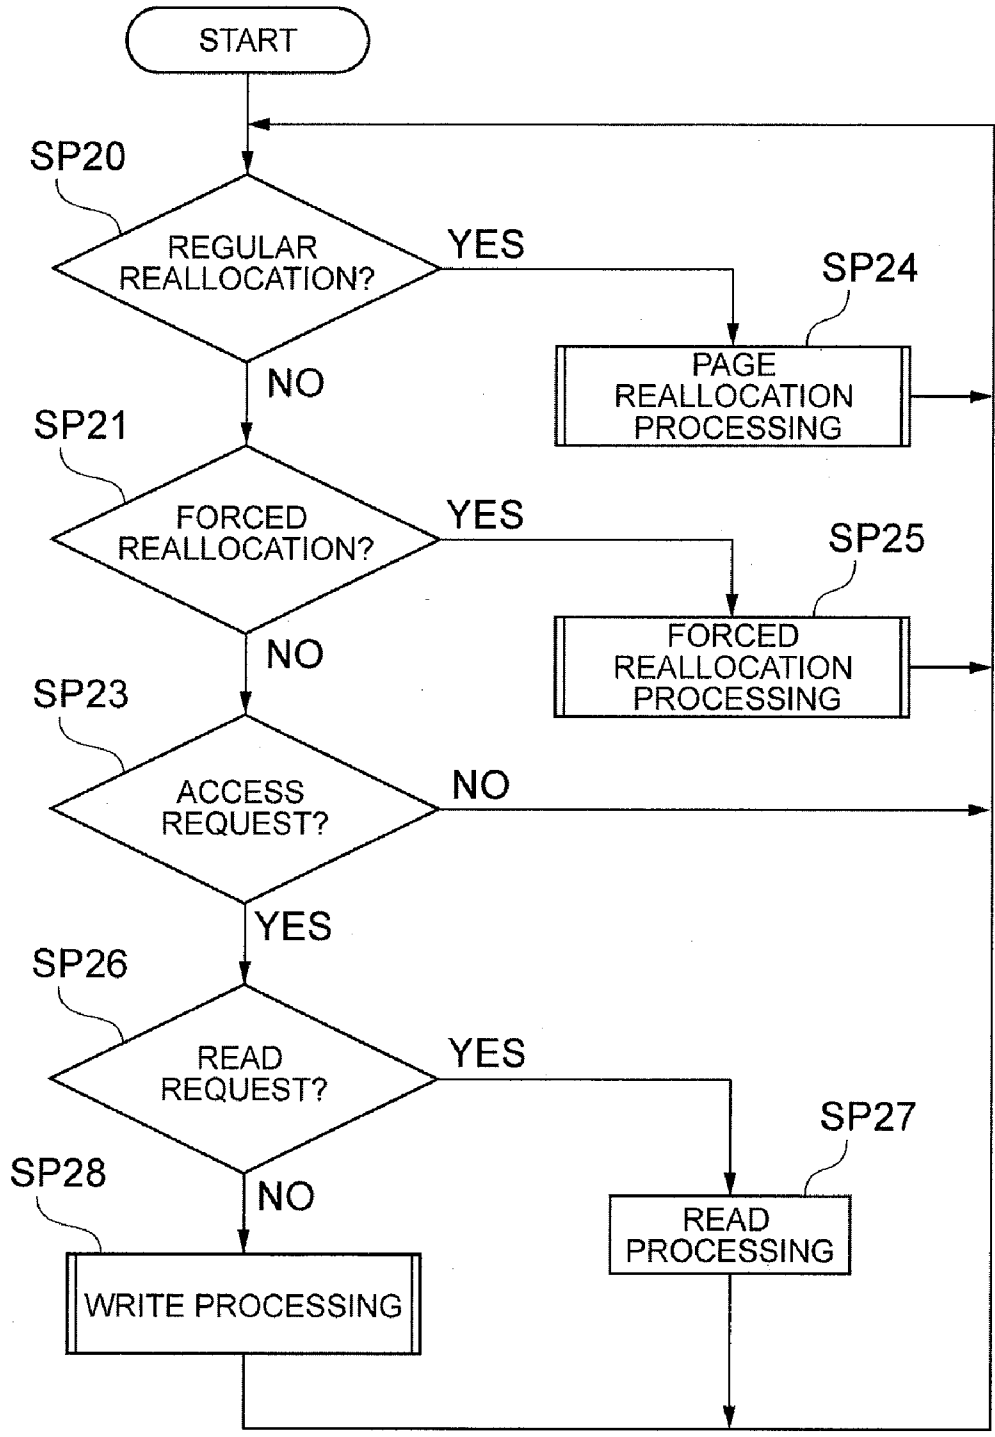 START
SP20
REGULAR
REALLOCATION?
YES
SP24
PAGE
REALLOCATION
PROCESSING
NO
SP21
FORCED
REALLOCATION?
YES
SP25
FORCED
REALLOCATION
PROCESSING
NO
SP23
ACCESS
REQUEST?
NO
YES
SP26
READ
REQUEST?
YES
SP27
READ
PROCESSING
NO
SP28
WRITE PROCESSING